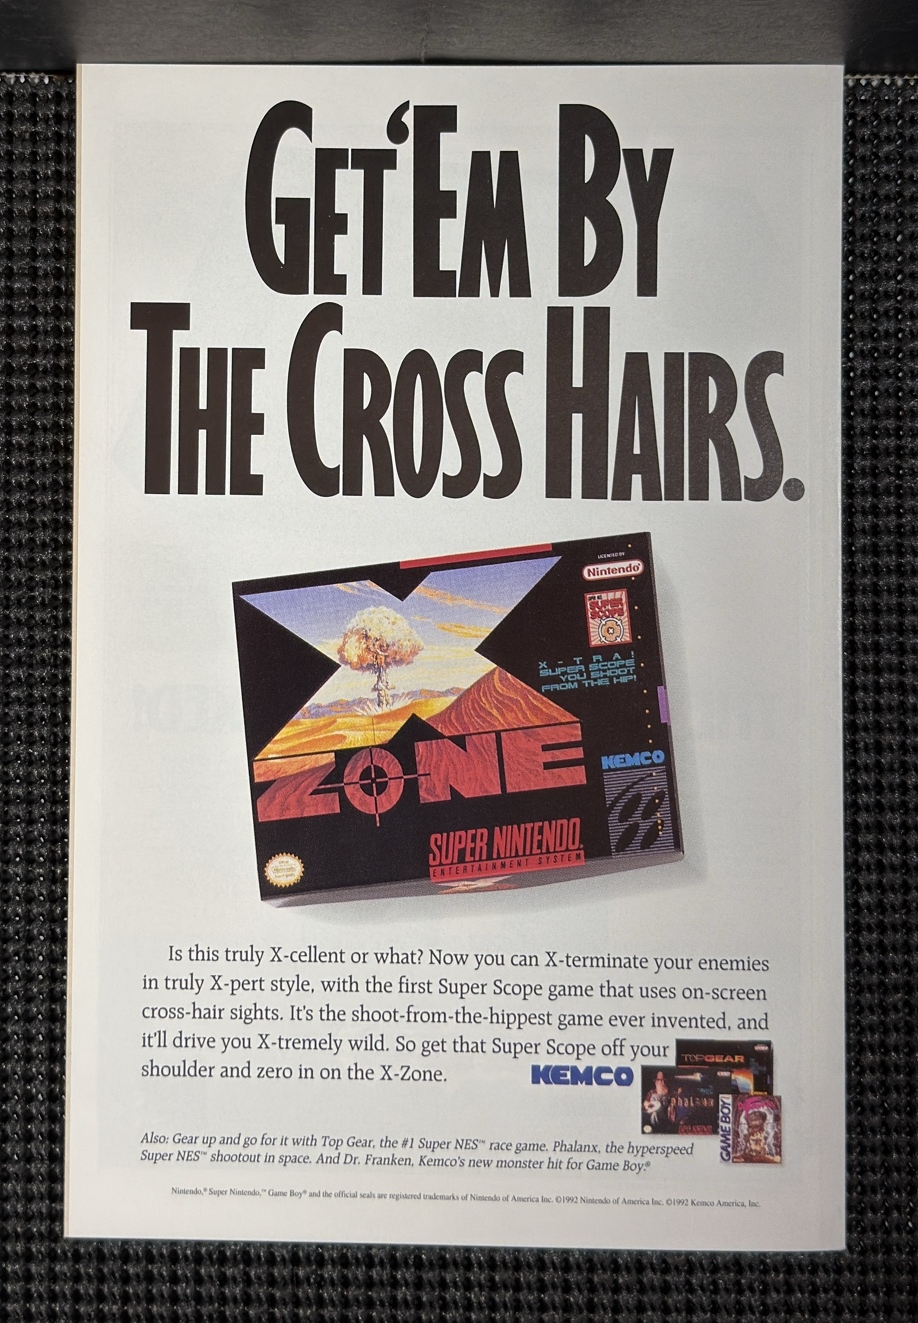 GET ‘EM BY
THE CROSS HAIRS.
LICENSED BY
Nintendo®
SUPER
SCOPE
X-TRA!
SUPER SCOPE
YOU SHOOT
FROM THE HIP!
X
ZONE
KEMCO
SUPER NINTENDO.
ENTERTAINMENT SYSTEM
Is this truly X-cellent or what? Now you can X-terminate your enemies
in truly X-pert style, with the first Super Scope game that uses on-screen
cross-hair sights. It's the shoot-from-the-hippest game ever invented, and
it'll drive you X-tremely wild. So get that Super Scope off your
shoulder and zero in on the X-Zone.
KEMCO
TOP GEAR
phalanx
GAME BOY
Also: Gear up and go for it with Top Gear, the #1 Super NES™ race game. Phalanx, the hyperspeed
Super NES™ shootout in space. And Dr. Franken, Kemco's new monster hit for Game Boy.®
Nintendo,® Super Nintendo,™ Game Boy® and the official seals are registered trademarks of Nintendo of America Inc. ©1992 Nintendo of America Inc. ©1992 Kemco America, Inc.